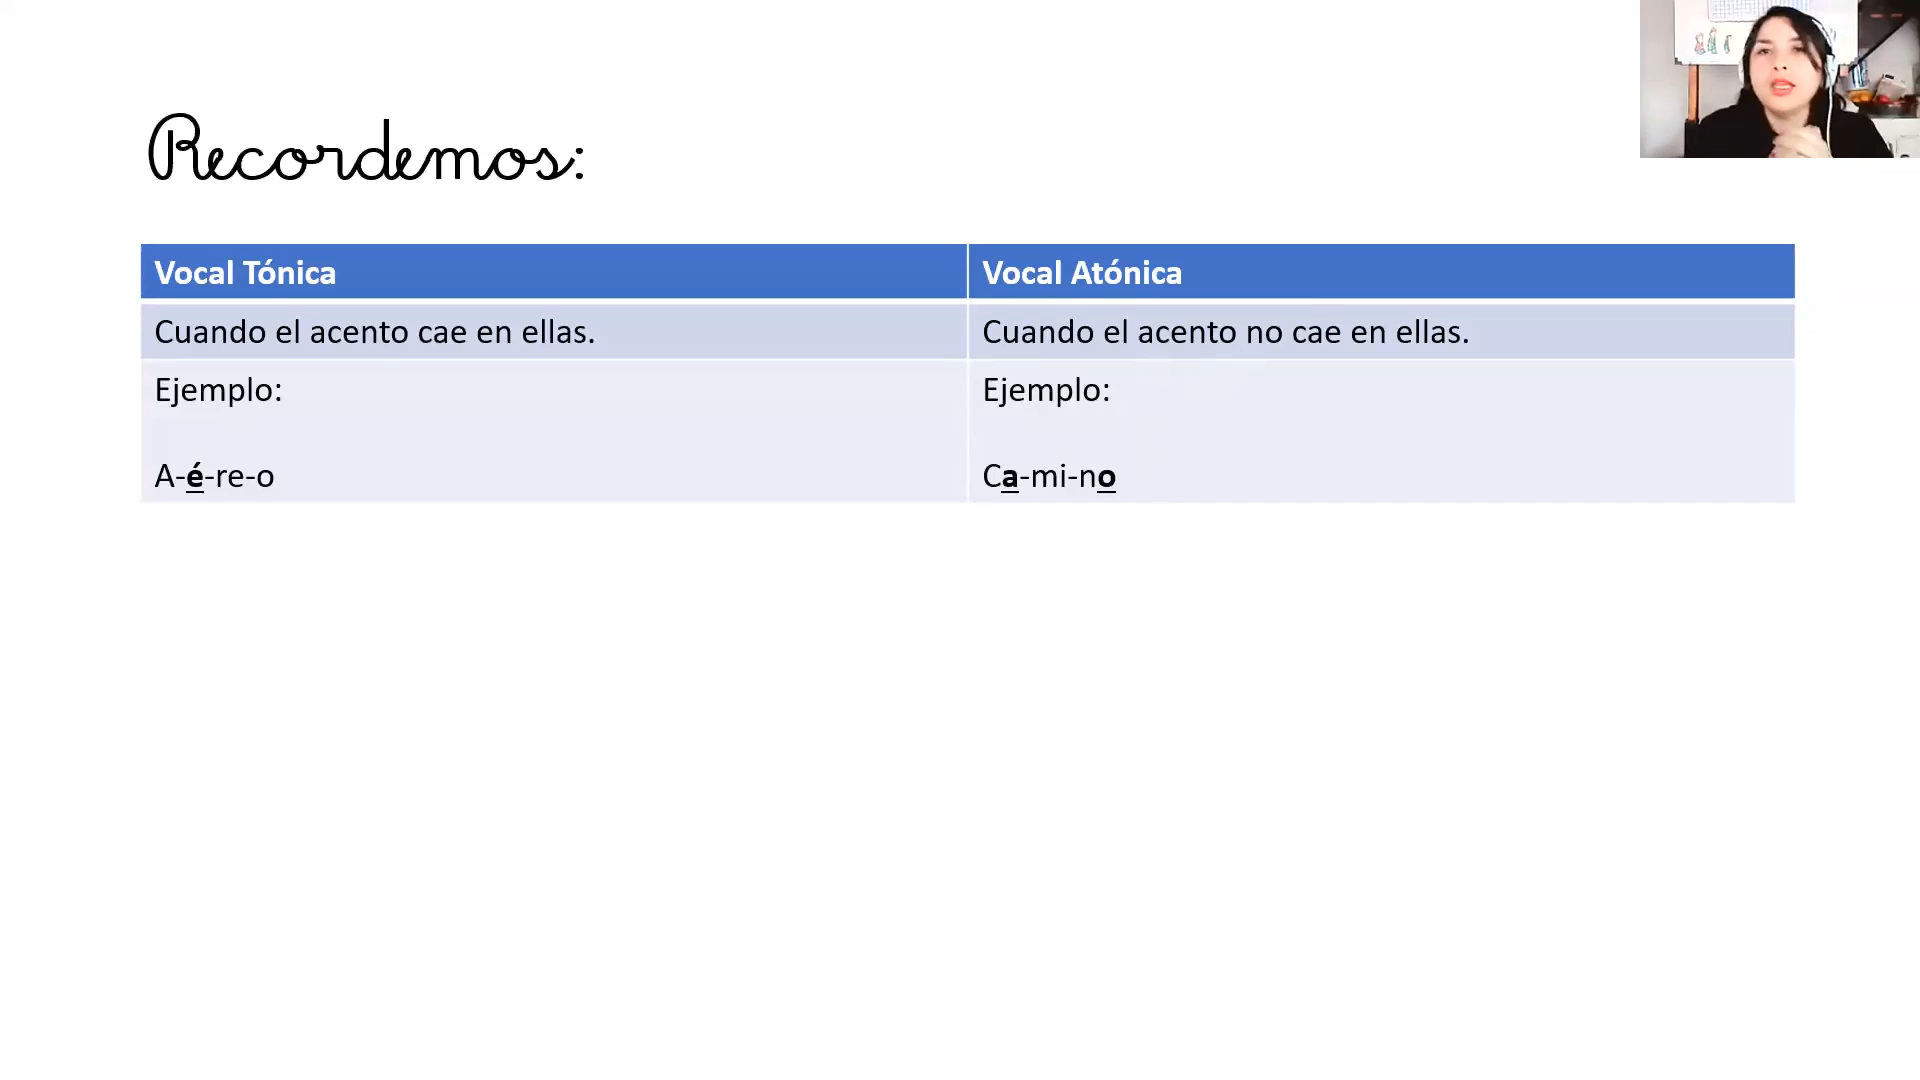 Recordemos:
Vocal Tónica
Vocal Atónica
Cuando el acento cae en ellas.
Cuando el acento no cae en ellas.
Ejemplo:
A-é-re-o
Ejemplo:
Ca-mi-no